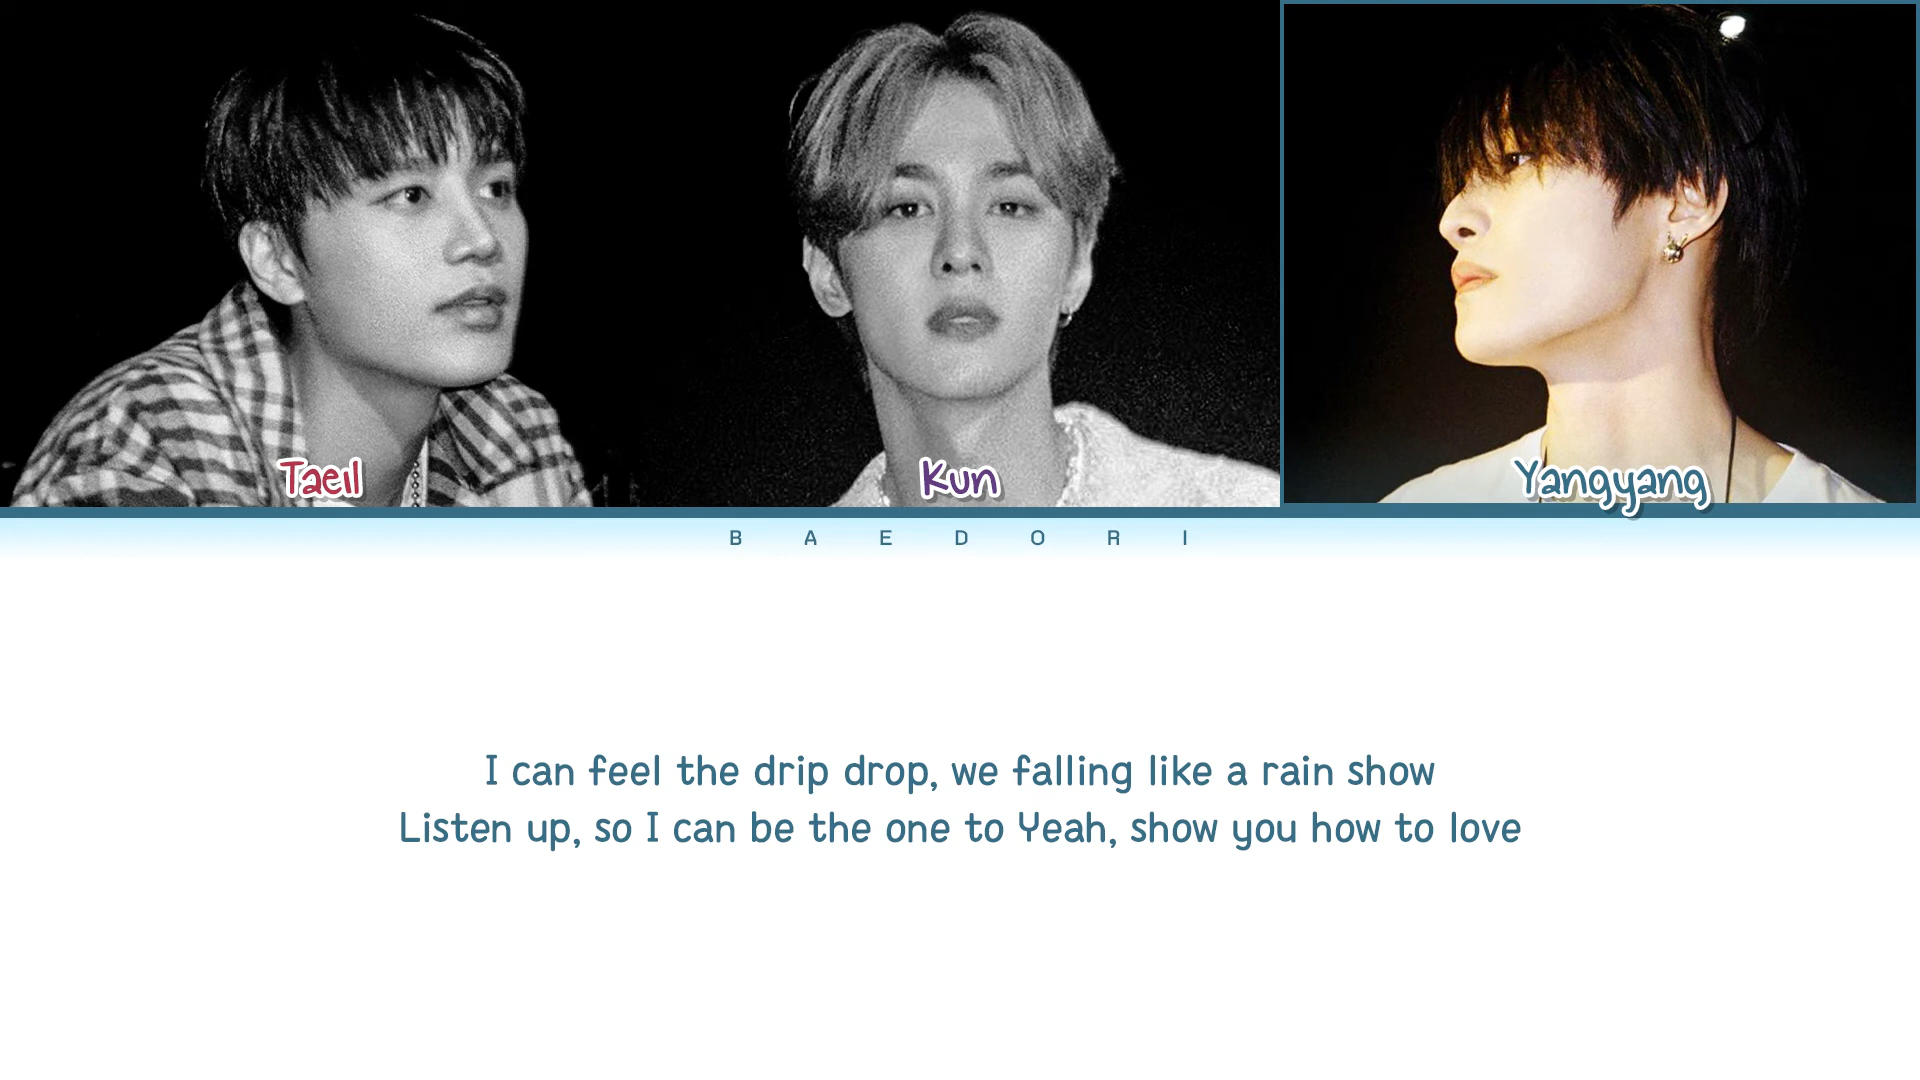 Taeil Kun Yangyang
BAEDORI
I can feel the drip drop, we falling like a rain show
Listen up, so I can be the one to Yeah, show you how to love